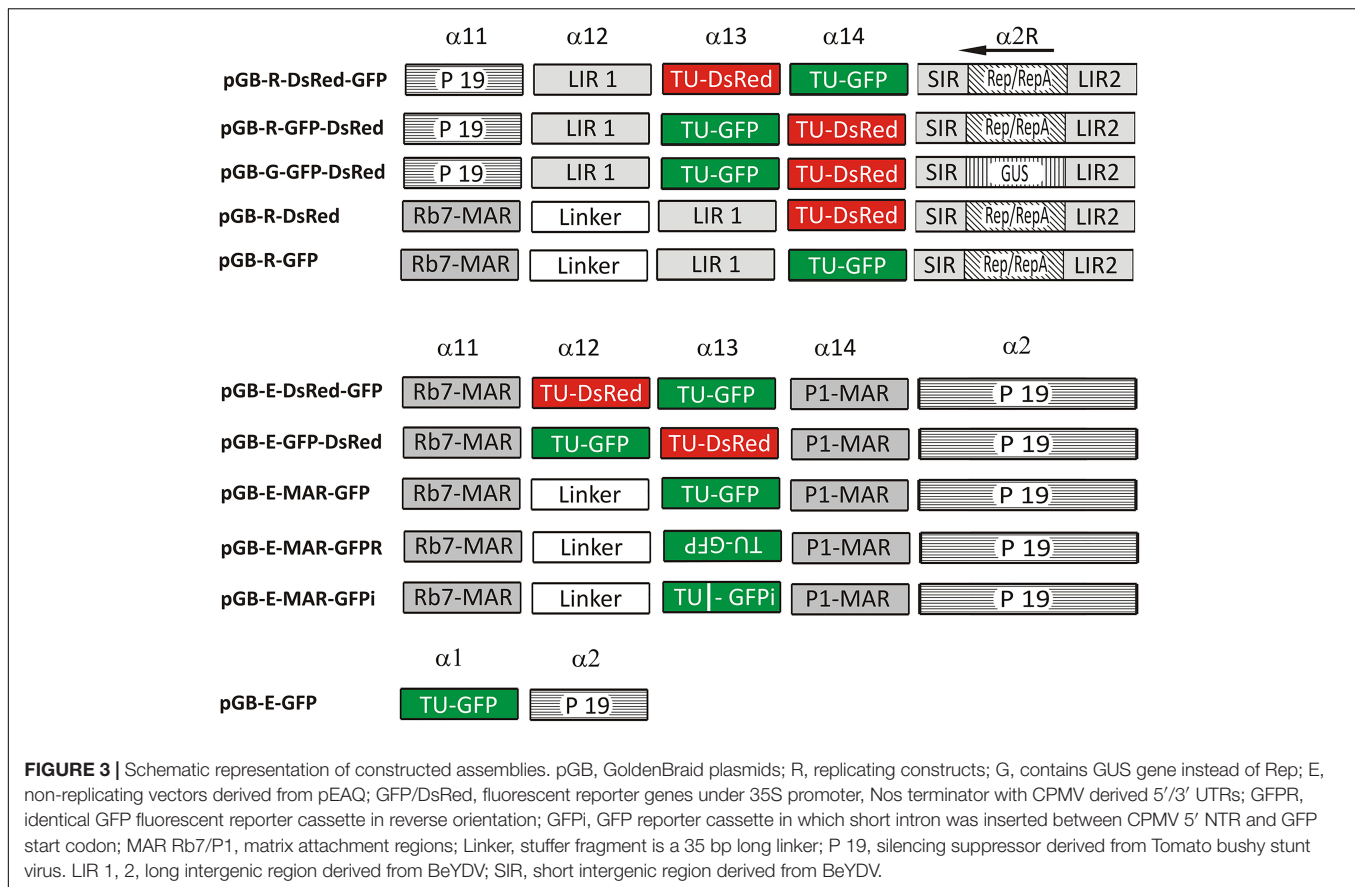 α11 α12 α13 α14 α2R
pGB-R-DsRed-GFP P 19 LIR 1 TU-DsRed TU-GFP SIR Rep/RepA LIR2
pGB-R-GFP-DsRed P 19 LIR 1 TU-GFP TU-DsRed SIR Rep/RepA LIR2
pGB-G-GFP-DsRed P 19 LIR 1 TU-GFP TU-DsRed SIR GUS LIR2
pGB-R-DsRed Rb7-MAR Linker LIR 1 TU-DsRed SIR Rep/RepA LIR2
pGB-R-GFP Rb7-MAR Linker LIR 1 TU-GFP SIR Rep/RepA LIR2
α11 α12 α13 α14 α2
pGB-E-DsRed-GFP Rb7-MAR TU-DsRed TU-GFP P1-MAR P 19
pGB-E-GFP-DsRed Rb7-MAR TU-GFP TU-DsRed P1-MAR P 19
pGB-E-MAR-GFP Rb7-MAR Linker TU-GFP P1-MAR P 19
pGB-E-MAR-GFPR Rb7-MAR Linker TU-GFP P1-MAR P 19
pGB-E-MAR-GFPi Rb7-MAR Linker TU - GFPi P1-MAR P 19
α1 α2
pGB-E-GFP TU-GFP P 19
FIGURE 3 | Schematic representation of constructed assemblies. pGB, GoldenBraid plasmids; R, replicating constructs; G, contains GUS gene instead of Rep; E,
non-replicating vectors derived from pEAQ; GFP/DsRed, fluorescent reporter genes under 35S promoter, Nos terminator with CPMV derived 5′/3′ UTRs; GFPR,
identical GFP fluorescent reporter cassette in reverse orientation; GFPi, GFP reporter cassette in which short intron was inserted between CPMV 5′ NTR and GFP
start codon; MAR Rb7/P1, matrix attachment regions; Linker, stuffer fragment is a 35 bp long linker; P 19, silencing suppressor derived from Tomato bushy stunt
virus. LIR 1, 2, long intergenic region derived from BeYDV; SIR, short intergenic region derived from BeYDV.